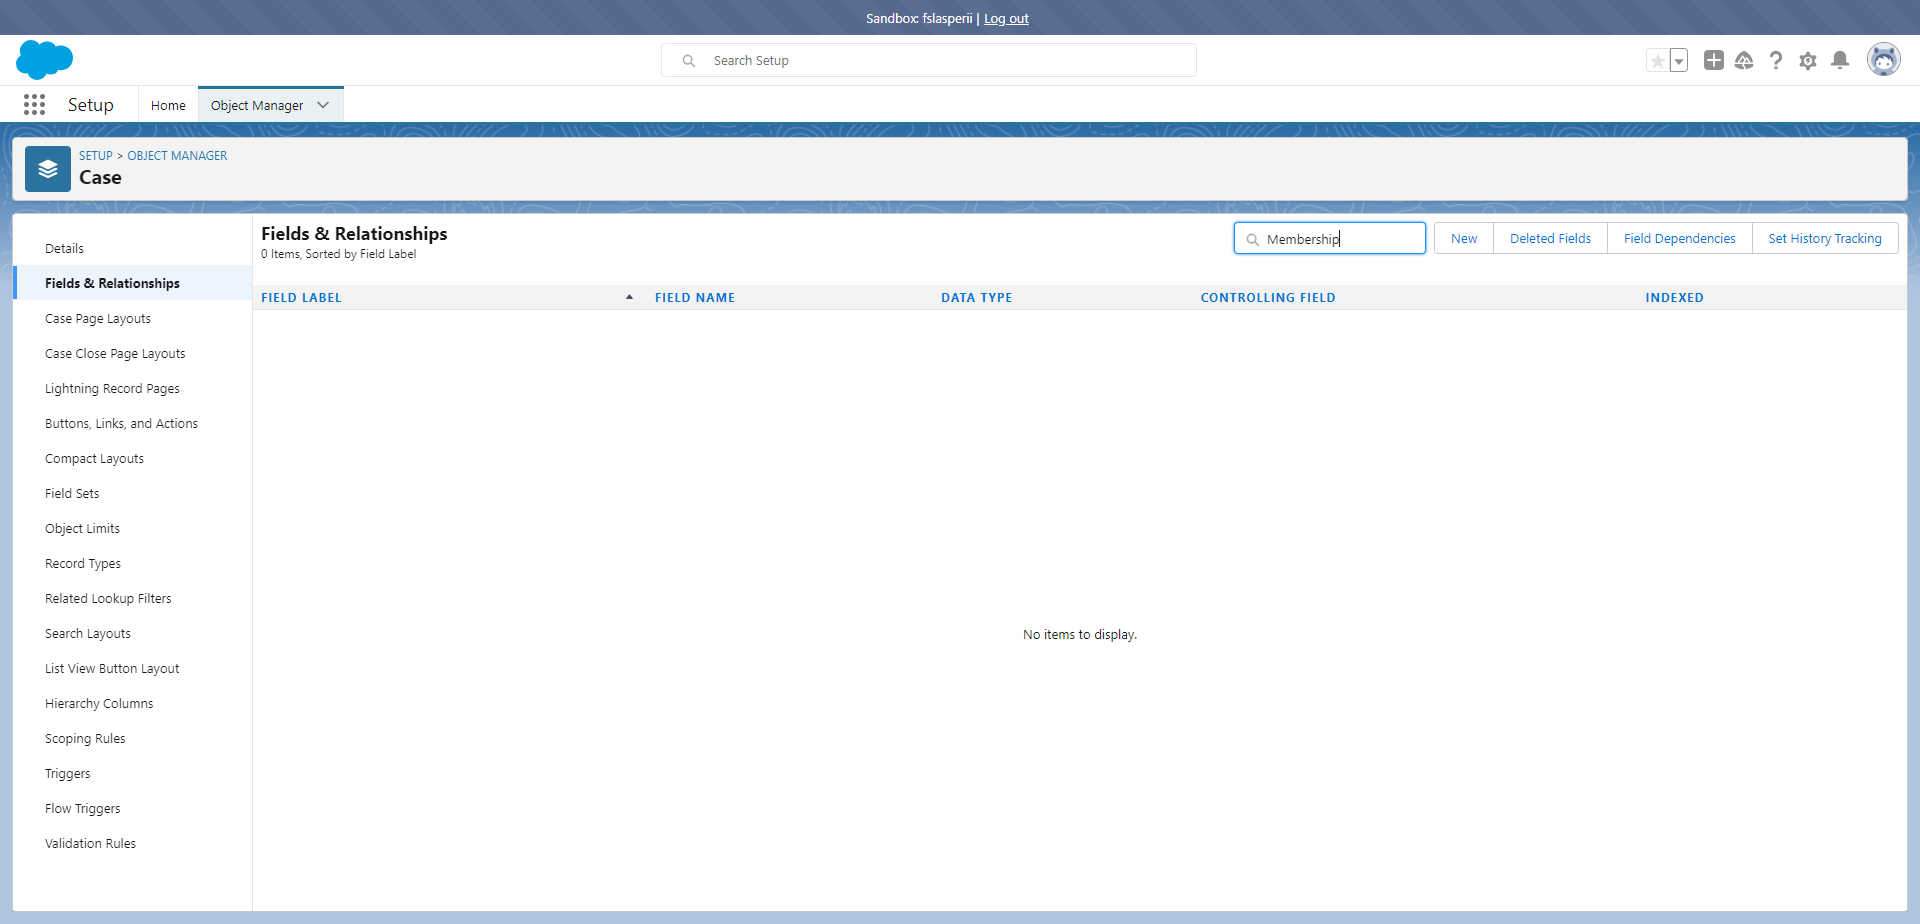 Sandbox: fslasperii | Log out
Search Setup
Setup
Home
Object Manager
SETUP > OBJECT MANAGER
Case
Details
Fields & Relationships
Case Page Layouts
Case Close Page Layouts
Lightning Record Pages
Buttons, Links, and Actions
Compact Layouts
Field Sets
Object Limits
Record Types
Related Lookup Filters
Search Layouts
List View Button Layout
Hierarchy Columns
Scoping Rules
Triggers
Flow Triggers
Validation Rules
Fields & Relationships
0 Items, Sorted by Field Label
Membership
New
Deleted Fields
Field Dependencies
Set History Tracking
FIELD LABEL
FIELD NAME
DATA TYPE
CONTROLLING FIELD
INDEXED
No items to display.